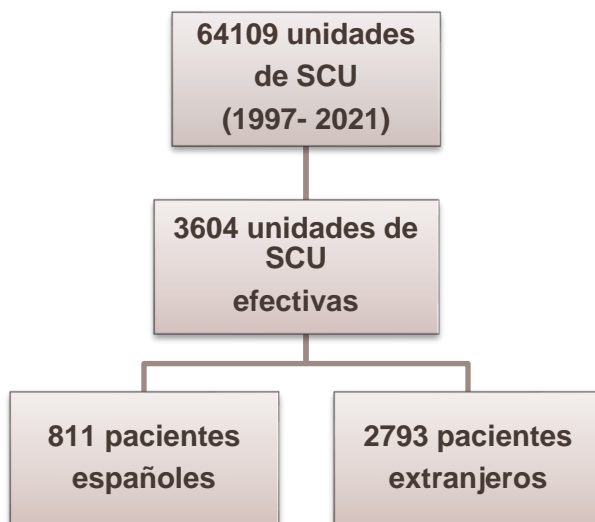 64109 unidades
de SCU
(1997- 2021)
3604 unidades de
SCU
efectivas
811 pacientes
españoles
2793 pacientes
extranjeros